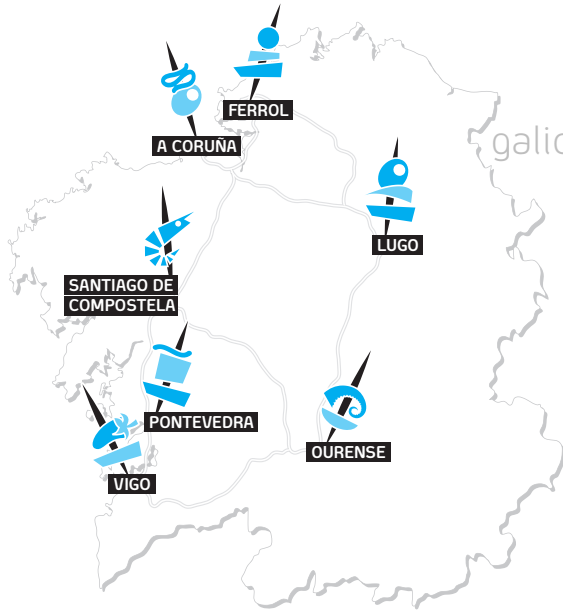 FERROL
A CORUÑA
galic
LUGO
SANTIAGO DE
COMPOSTELA
PONTEVEDRA
OURENSE
VIGO